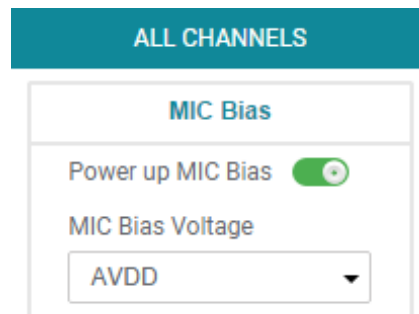 ALL CHANNELS
MIC Bias
Power up MIC Bias
MIC Bias Voltage
AVDD